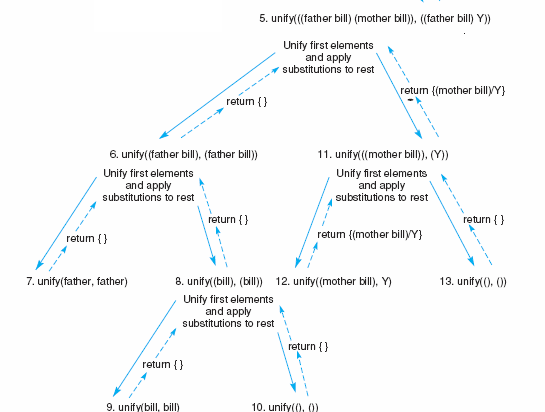 5. unify(((father bill) (mother bill)), ((father bill) Y))
Unify first elements
and apply
substitutions to rest
return { }
return {(mother bill)/Y}
6. unify((father bill), (father bill))
11. unify(((mother bill)), (Y))
Unify first elements
and apply
substitutions to rest
Unify first elements
and apply
substitutions to rest
return { }
return { }
return {(mother bill)/Y}
return { }
7. unify(father, father)
8. unify((bill), (bill))
12. unify((mother bill), Y)
13. unify((), ())
Unify first elements
and apply
substitutions to rest
return { }
return { }
9. unify(bill, bill)
10. unify((), ())